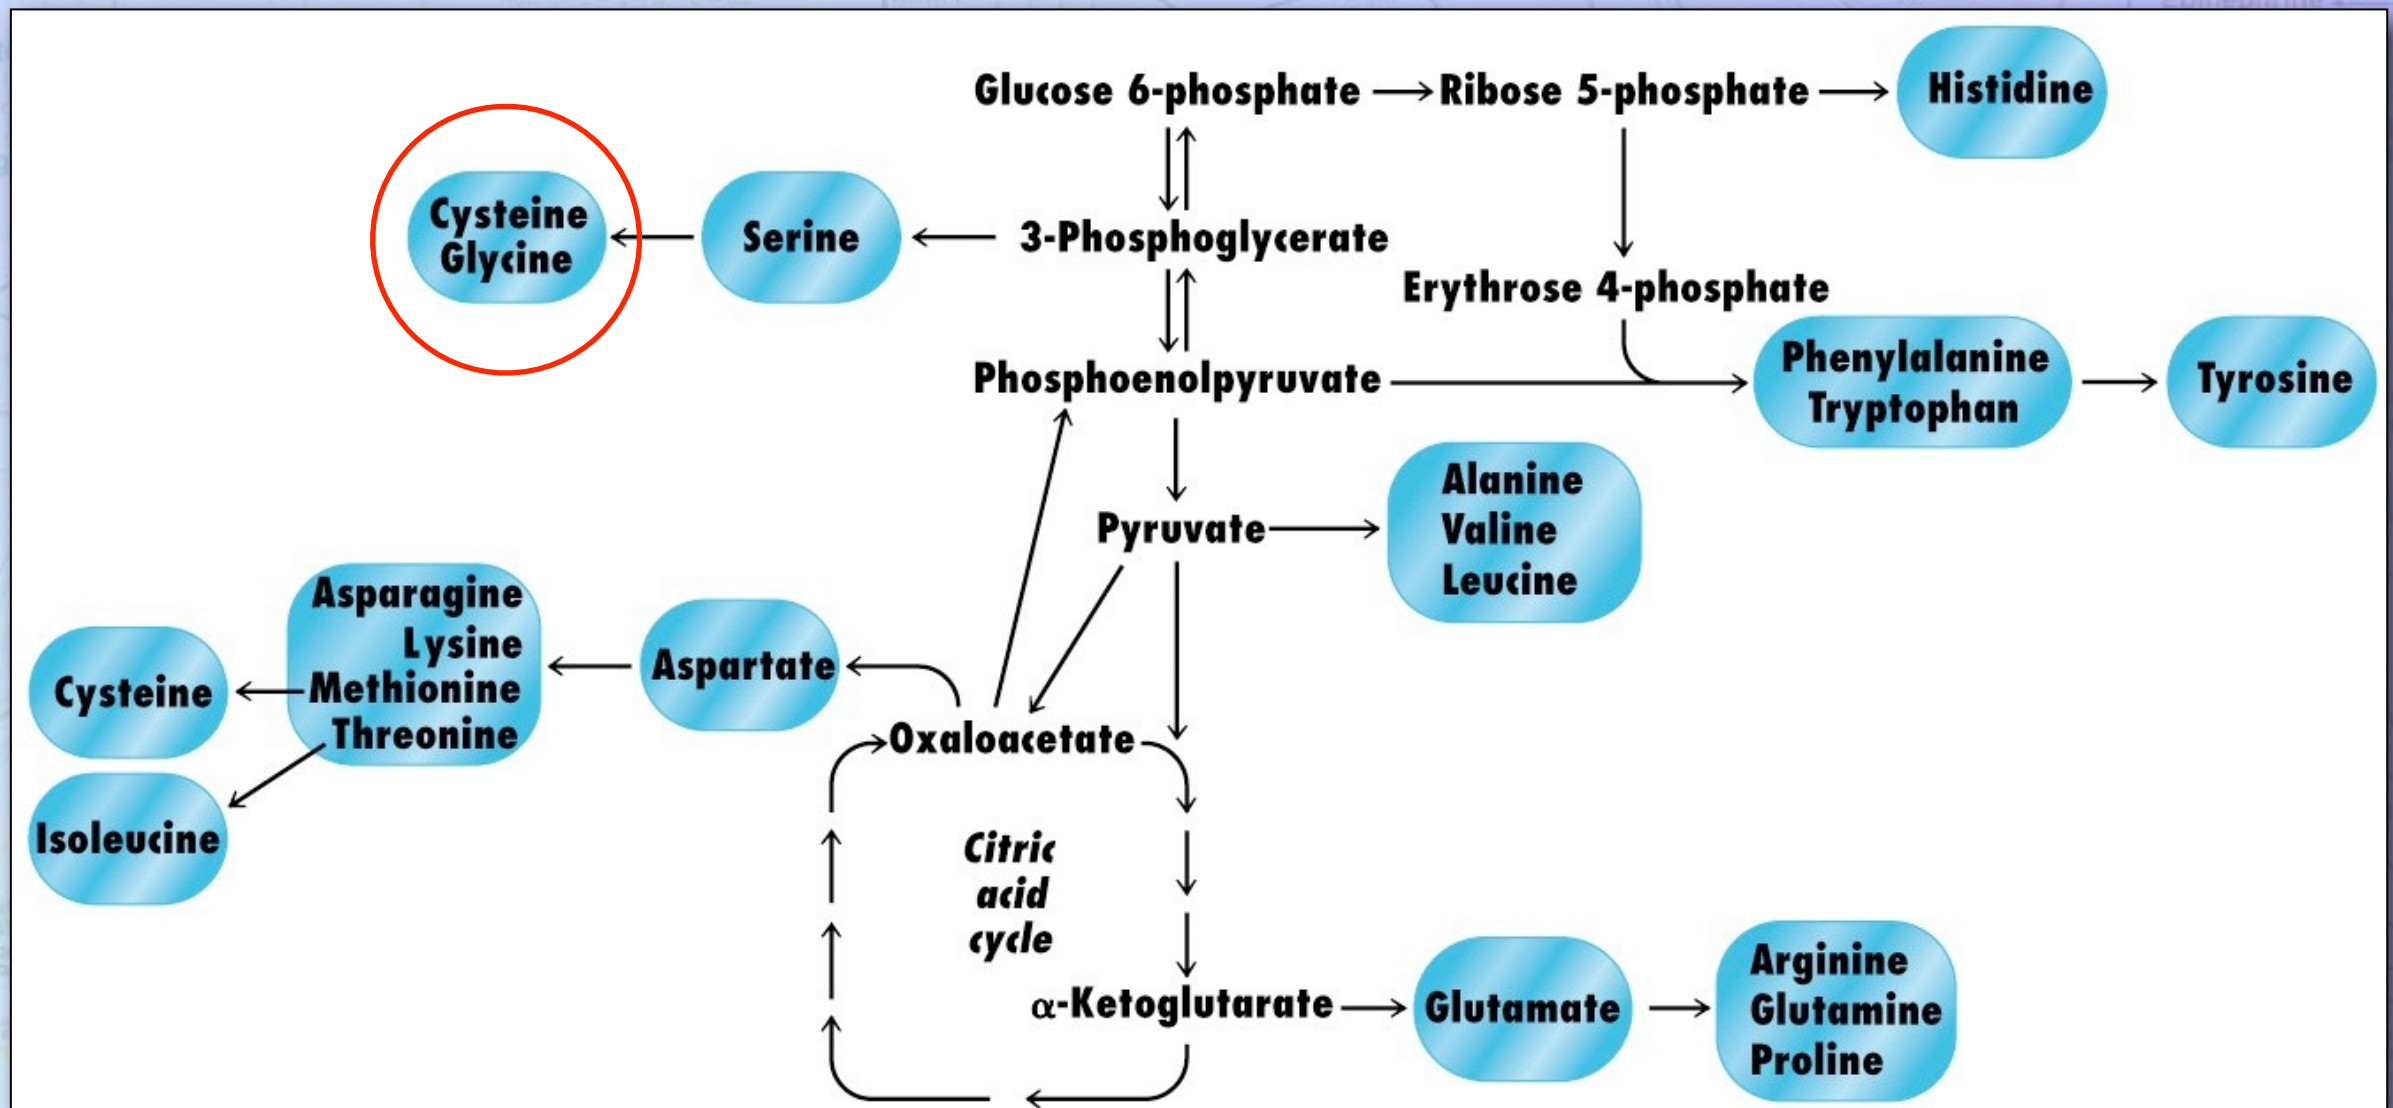 Glucose 6-phosphate
Ribose 5-phosphate
Histidine
Cysteine
Glycine
Serine
3-Phosphoglycerate
Erythrose 4-phosphate
Phosphoenolpyruvate
Phenylalanine
Tryptophan
Tyrosine
Pyruvate
Alanine
Valine
Leucine
Asparagine
Lysine
Methionine
Threonine
Cysteine
Isoleucine
Aspartate
Oxaloacetate
Citric
acid
cycle
α-Ketoglutarate
Glutamate
Arginine
Glutamine
Proline